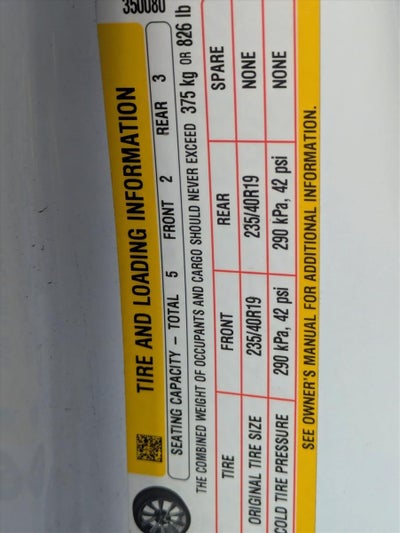 350080
TIRE AND LOADING INFORMATION
SEATING CAPACITY – TOTAL 5 FRONT 2 REAR 3
THE COMBINED WEIGHT OF OCCUPANTS AND CARGO SHOULD NEVER EXCEED 375 kg OR 826 lb
TIRE FRONT REAR SPARE
ORIGINAL TIRE SIZE 235/40R19 235/40R19 NONE
COLD TIRE PRESSURE 290 kPa, 42 psi 290 kPa, 42 psi NONE
SEE OWNER'S MANUAL FOR ADDITIONAL INFORMATION.